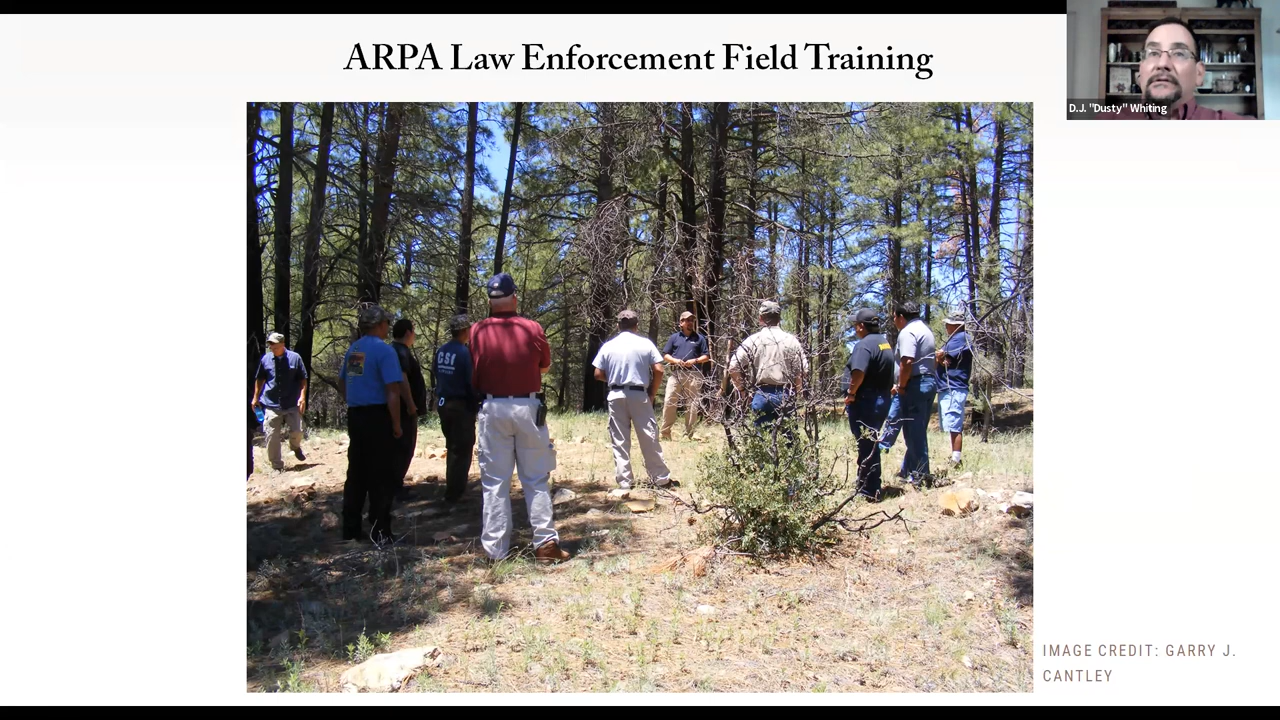 ARPA Law Enforcement Field Training
D.J. "Dusty" Whiting
CSI
IMAGE CREDIT: GARRY J.
CANTLEY